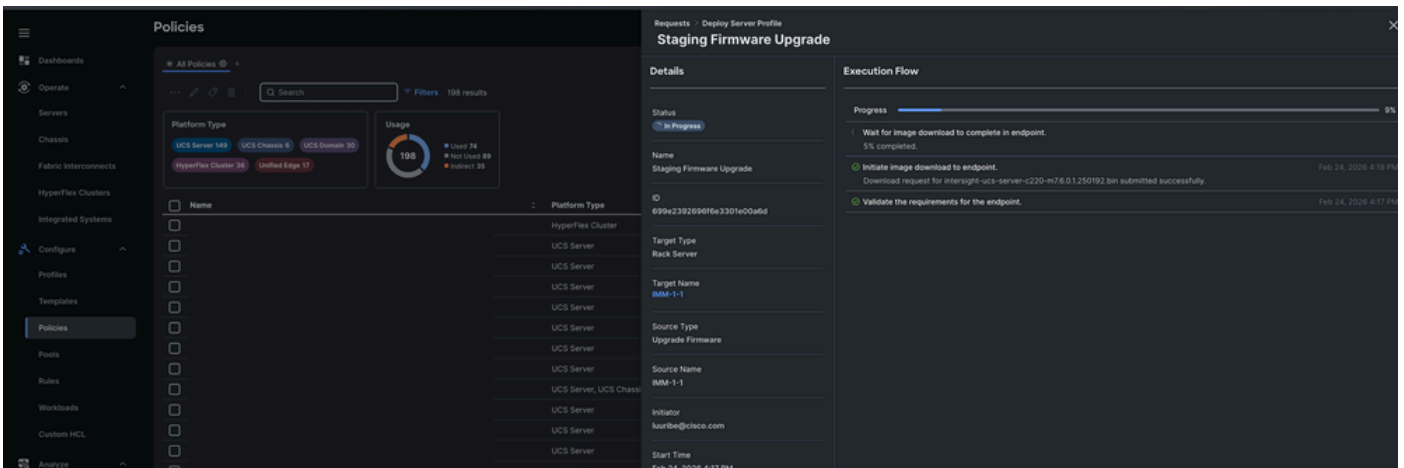 Policies
Requests > Deploy Server Profile
Staging Firmware Upgrade
Dashboards
Operate
Servers
Chassis
Fabric Interconnects
HyperFlex Clusters
Integrated Systems
Configure
Profiles
Templates
Policies
Pools
Rules
Workloads
Custom HCL
Analyze
All Policies
Search
Filters 198 results
Platform Type
UCS Server 149 UCS Chassis 6 UCS Domain 30
HyperFlex Cluster 36 Unified Edge 17
Usage
198
Used 74
Not Used 89
Indirect 35
Name Platform Type
HyperFlex Cluster
UCS Server
UCS Server
UCS Server
UCS Server
UCS Server
UCS Server
UCS Server
UCS Server, UCS Chassi
UCS Server
UCS Server
UCS Server
Details
Status
In Progress
Name
Staging Firmware Upgrade
ID
699e2392696f6e3301e00a6d
Target Type
Rack Server
Target Name
IMM-1-1
Source Type
Upgrade Firmware
Source Name
IMM-1-1
Initiator
luuribe@cisco.com
Start Time
Feb 24, 2026 4:17 PM
Execution Flow
Progress 9%
Wait for image download to complete in endpoint.
5% completed.
Initiate image download to endpoint. Feb 24, 2026 4:18 PM
Download request for intersight-ucs-server-c220-m7.6.0.1.250192.bin submitted successfully.
Validate the requirements for the endpoint. Feb 24, 2026 4:17 PM